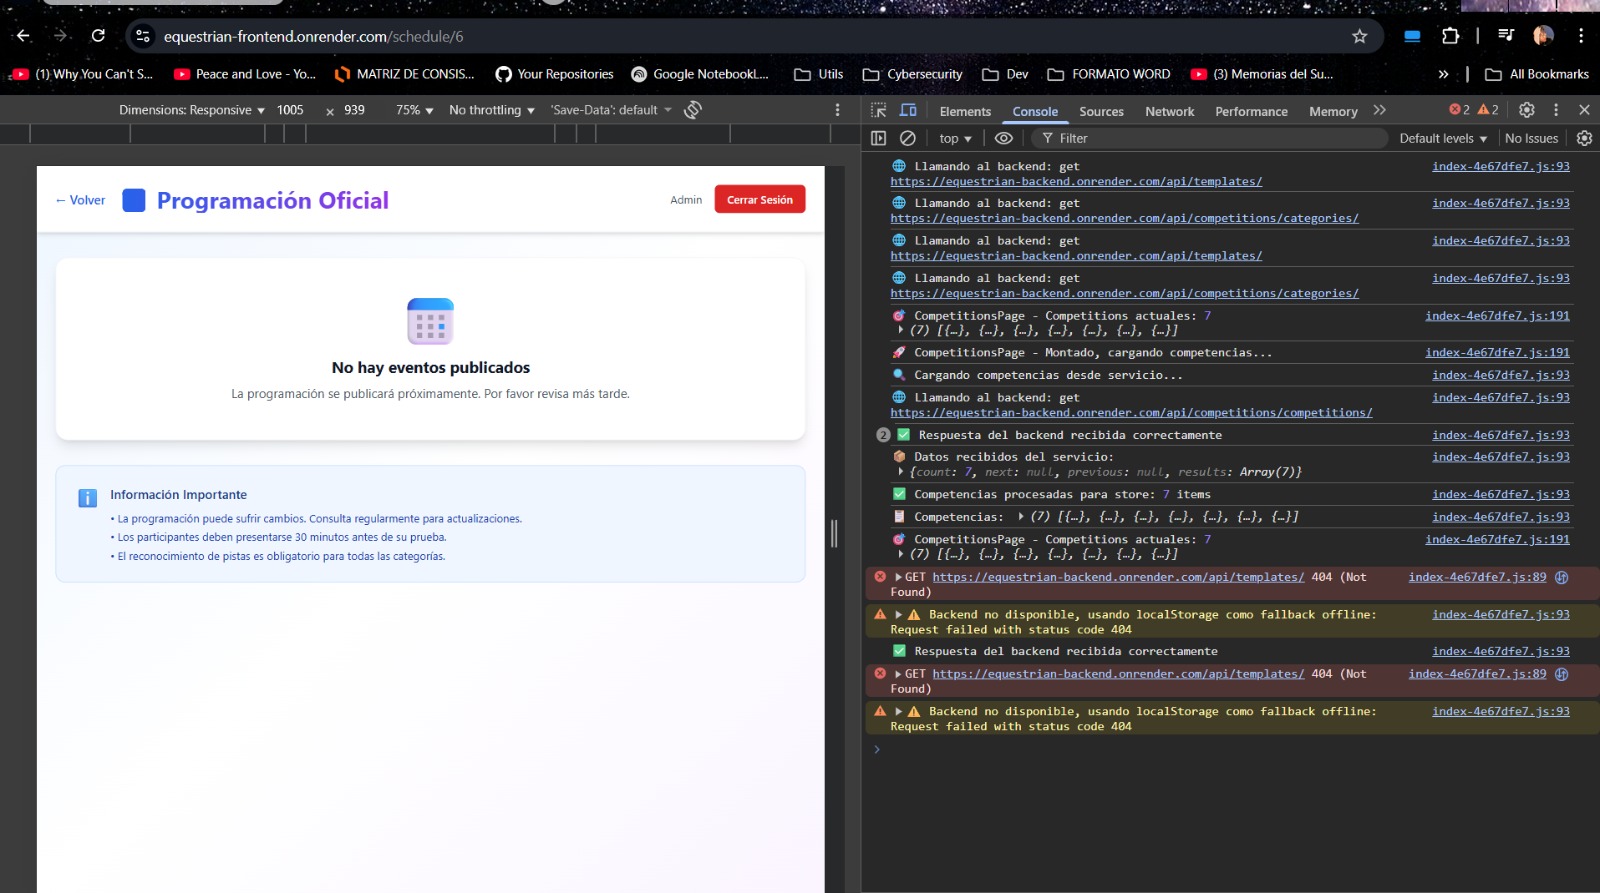 equestrian-frontend.onrender.com/schedule/6
(1) Why You Can't S...
Peace and Love - Yo...
MATRIZ DE CONSIS...
Your Repositories
Google NotebookL...
Utils
Cybersecurity
Dev
FORMATO WORD
(3) Memorias del Su...
»
All Bookmarks
Dimensions: Responsive ▼ 1005 x 939 75% ▼ No throttling ▼ 'Save-Data': default ▼
Elements Console Sources Network Performance Memory » 2 2
top ▼ Filter Default levels ▼ No Issues
← Volver
Programación Oficial
Admin
Cerrar Sesión
No hay eventos publicados
La programación se publicará próximamente. Por favor revisa más tarde.
Información Importante
• La programación puede sufrir cambios. Consulta regularmente para actualizaciones.
• Los participantes deben presentarse 30 minutos antes de su prueba.
• El reconocimiento de pistas es obligatorio para todas las categorías.
🌐 Llamando al backend: get index-4e67dfe7.js:93
https://equestrian-backend.onrender.com/api/templates/
🌐 Llamando al backend: get index-4e67dfe7.js:93
https://equestrian-backend.onrender.com/api/competitions/categories/
🌐 Llamando al backend: get index-4e67dfe7.js:93
https://equestrian-backend.onrender.com/api/templates/
🌐 Llamando al backend: get index-4e67dfe7.js:93
https://equestrian-backend.onrender.com/api/competitions/categories/
🎯 CompetitionsPage - Competitions actuales: 7 index-4e67dfe7.js:191
▶ (7) [{…}, {…}, {…}, {…}, {…}, {…}, {…}]
🚀 CompetitionsPage - Montado, cargando competencias... index-4e67dfe7.js:191
🔍 Cargando competencias desde servicio... index-4e67dfe7.js:93
🌐 Llamando al backend: get index-4e67dfe7.js:93
https://equestrian-backend.onrender.com/api/competitions/competitions/
2 ✅ Respuesta del backend recibida correctamente index-4e67dfe7.js:93
📦 Datos recibidos del servicio: index-4e67dfe7.js:93
▶ {count: 7, next: null, previous: null, results: Array(7)}
✅ Competencias procesadas para store: 7 items index-4e67dfe7.js:93
📋 Competencias: ▶ (7) [{…}, {…}, {…}, {…}, {…}, {…}, {…}] index-4e67dfe7.js:93
🎯 CompetitionsPage - Competitions actuales: 7 index-4e67dfe7.js:191
▶ (7) [{…}, {…}, {…}, {…}, {…}, {…}, {…}]
▶ GET https://equestrian-backend.onrender.com/api/templates/ 404 (Not index-4e67dfe7.js:89
Found)
▶ ⚠️ Backend no disponible, usando localStorage como fallback offline: index-4e67dfe7.js:93
Request failed with status code 404
✅ Respuesta del backend recibida correctamente index-4e67dfe7.js:93
▶ GET https://equestrian-backend.onrender.com/api/templates/ 404 (Not index-4e67dfe7.js:89
Found)
▶ ⚠️ Backend no disponible, usando localStorage como fallback offline: index-4e67dfe7.js:93
Request failed with status code 404